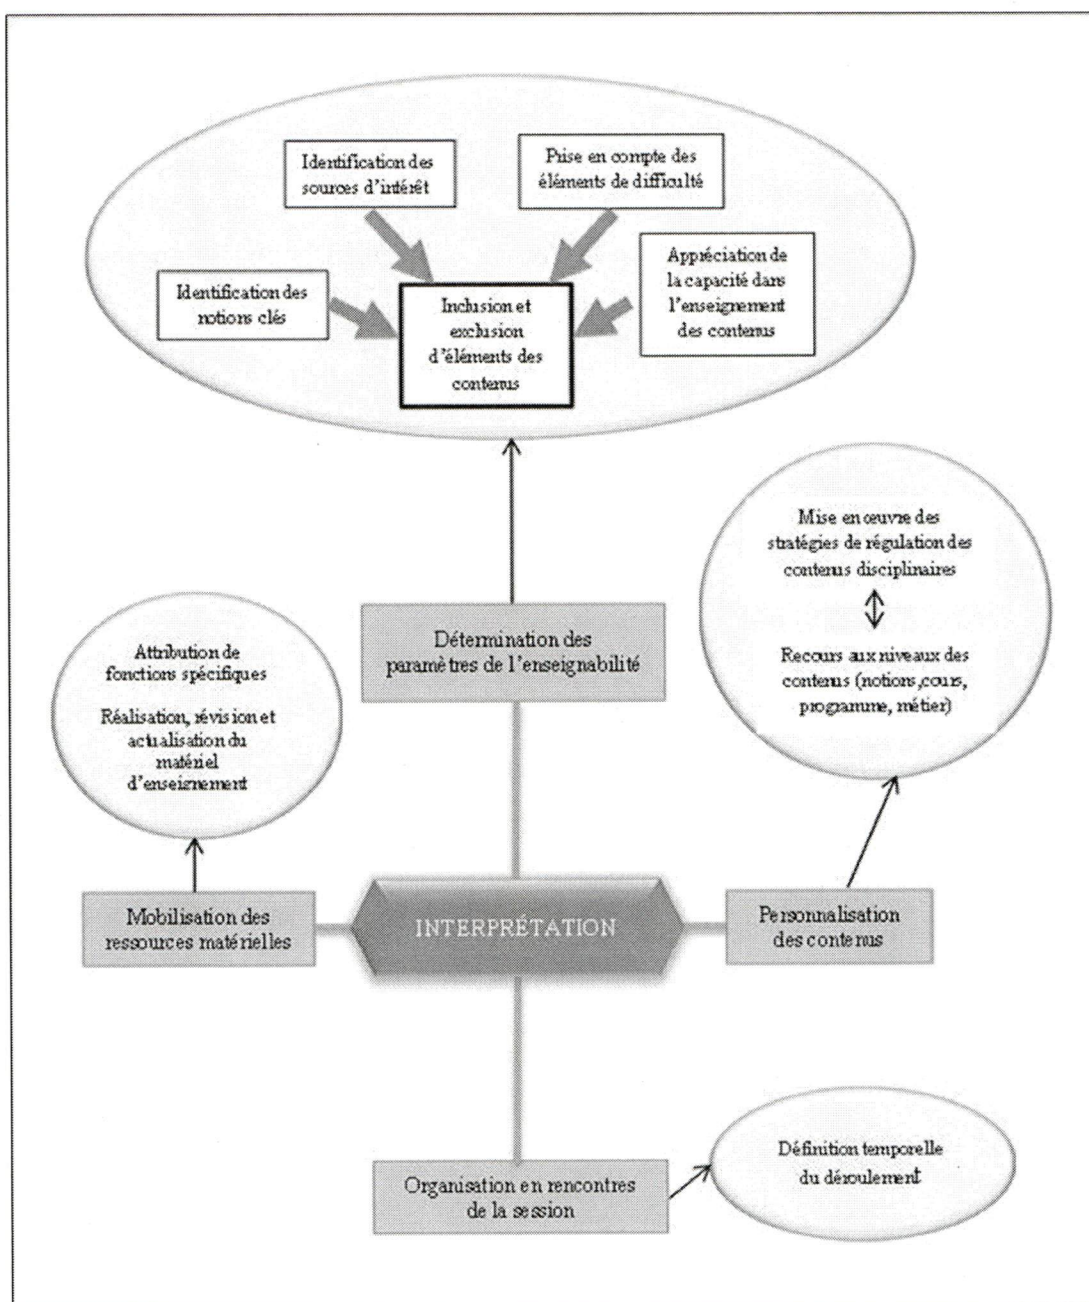 Identification des
sources d'intérêt
Prise en compte des
éléments de difficulté
Identification des
notions clés
Inclusion et
exclusion
d'éléments des
contenus
Appréciation de
la capacité dans
l'enseignement
des contenus
Mise en œuvre des
stratégies de régulation des
contenus disciplinaires
Recours aux niveaux des
contenus (notions,cours,
programme, métier)
Détermination des
paramètres de l'enseignabilité
Attribution de
fonctions spécifiques
Réalisation, révision et
actualisation du
matériel
d'enseignement
Mobilisation des
ressources matérielles
INTERPRÉTATION
Personnalisation
des contenus
Organisation en rencontres
de la session
Définition temporelle
du déroulement